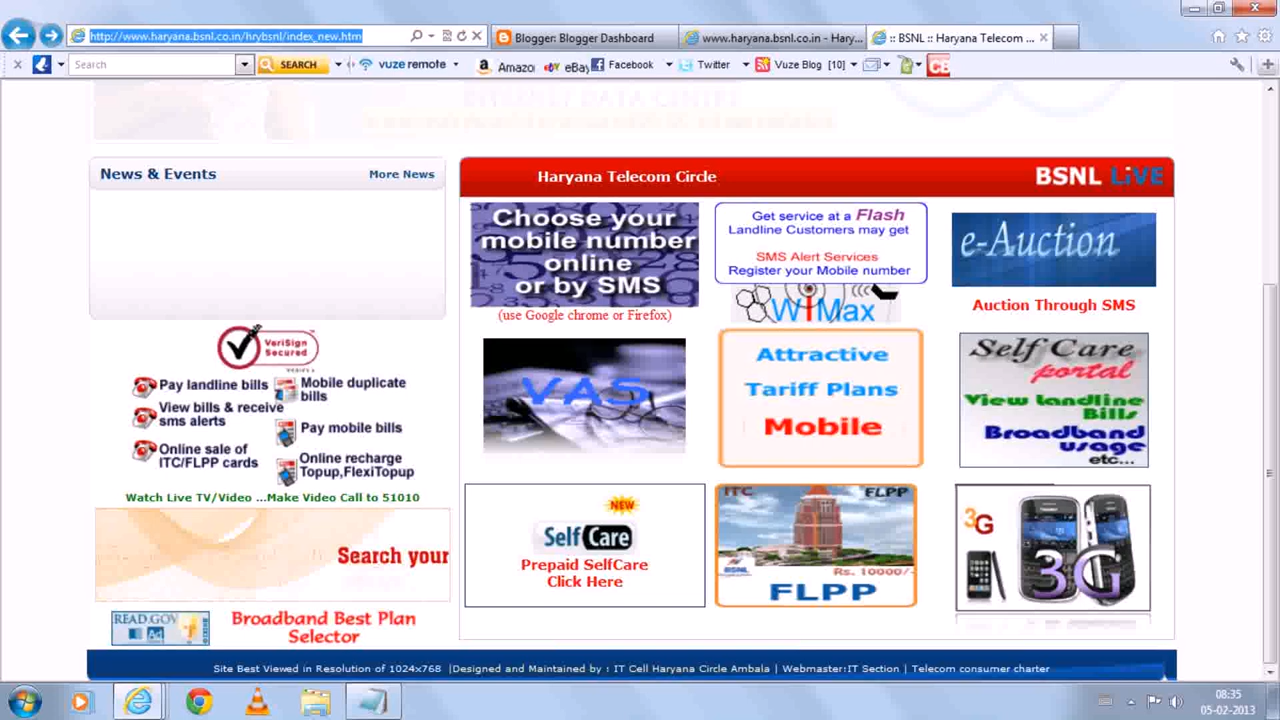 http://www.haryana.bsnl.co.in/hrybsnl/index_new.htm
Blogger: Blogger Dashboard
www.haryana.bsnl.co.in - Hary...
:: BSNL :: Haryana Telecom ...
Search
SEARCH
vuze remote
Amazo
eBay
Facebook
Twitter
Vuze Blog [10]
News & Events
More News
Haryana Telecom Circle
BSNL LiVE
Choose your
mobile number
online
or by SMS
(use Google chrome or Firefox)
Get service at a Flash
Landline Customers may get
SMS Alert Services
Register your Mobile number
WiMax
e-Auction
Auction Through SMS
VeriSign
Secured
Pay landline bills
View bills & receive
sms alerts
Online sale of
ITC/FLPP cards
Mobile duplicate
bills
Pay mobile bills
Online recharge
Topup,FlexiTopup
Watch Live TV/Video ...Make Video Call to 51010
Search your
READ.GOV
Broadband Best Plan
Selector
VAS
Attractive
Tariff Plans
Mobile
Self Care
portal
View landline
Bills
Broadband
usage
etc...
NEW
Self Care
Prepaid SelfCare
Click Here
ITC FLPP
BSNL
Rs. 10000/-
FLPP
3G
3G
Site Best Viewed in Resolution of 1024x768 |Designed and Maintained by : IT Cell Haryana Circle Ambala | Webmaster:IT Section | Telecom consumer charter
08:35
05-02-2013